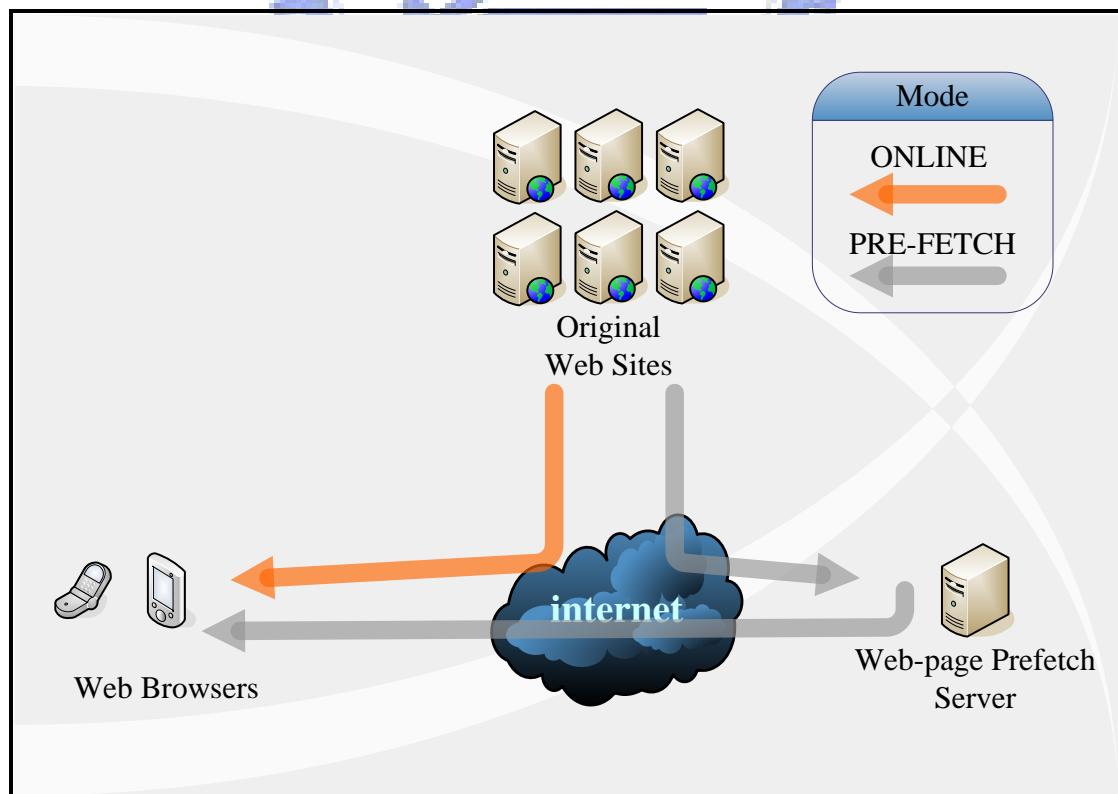 Mode
ONLINE
PRE-FETCH
Original
Web Sites
internet
Web Browsers
Web-page Prefetch
Server